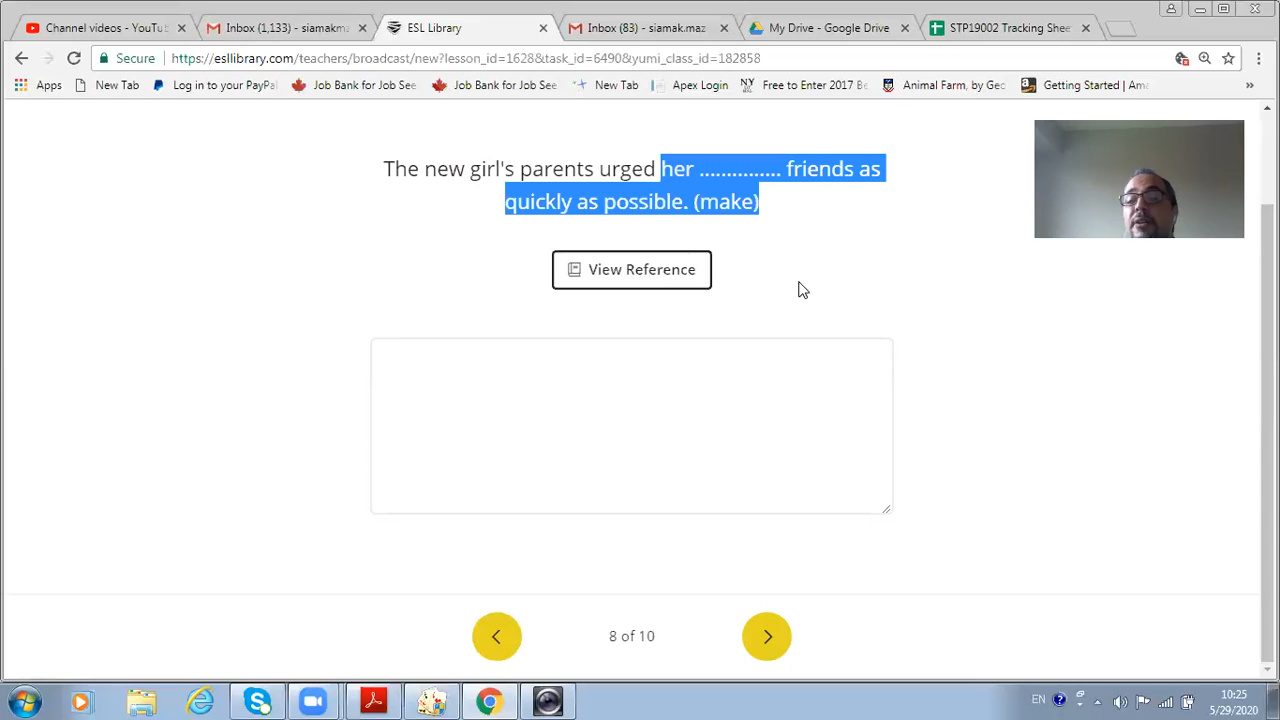 Channel videos - YouTub
Inbox (1,133) - siamakma
ESL Library
Inbox (83) - siamak.maz
My Drive - Google Drive
STP19002 Tracking Shee
Secure
https://esllibrary.com/teachers/broadcast/new?lesson_id=1628&task_id=6490&yumi_class_id=182858
Apps
New Tab
Log in to your PayPal
Job Bank for Job See
Job Bank for Job See
New Tab
Apex Login
NY Free to Enter 2017 Be
Animal Farm, by Geo
Getting Started | Ama
»
The new girl's parents urged her ............... friends as
quickly as possible. (make)
View Reference
8 of 10
EN
10:25
5/29/2020